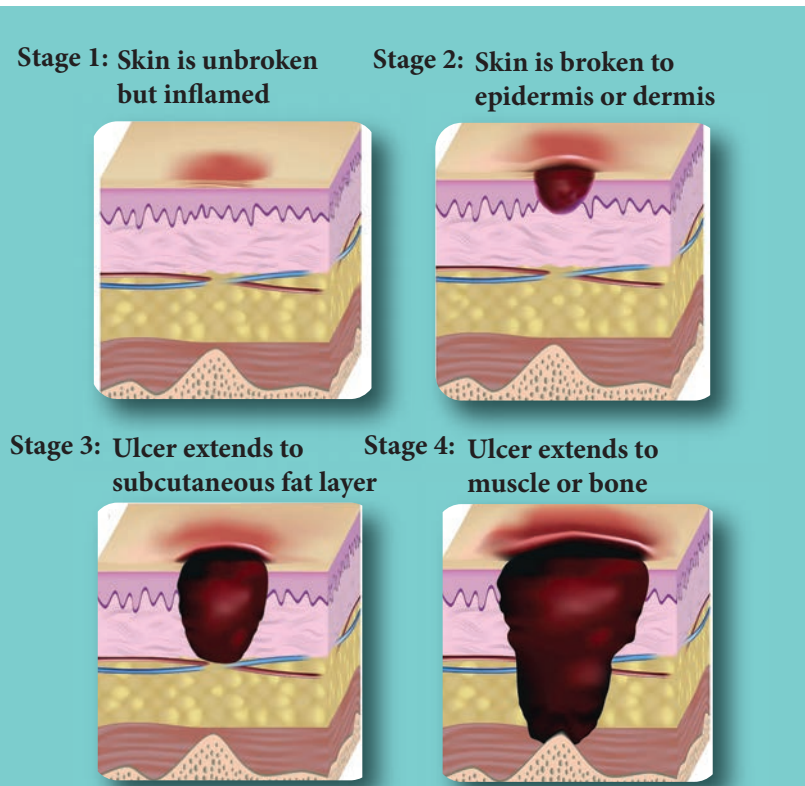 Stage 1: Skin is unbroken
but inflamed
Stage 2: Skin is broken to
epidermis or dermis
Stage 3: Ulcer extends to
subcutaneous fat layer
Stage 4: Ulcer extends to
muscle or bone